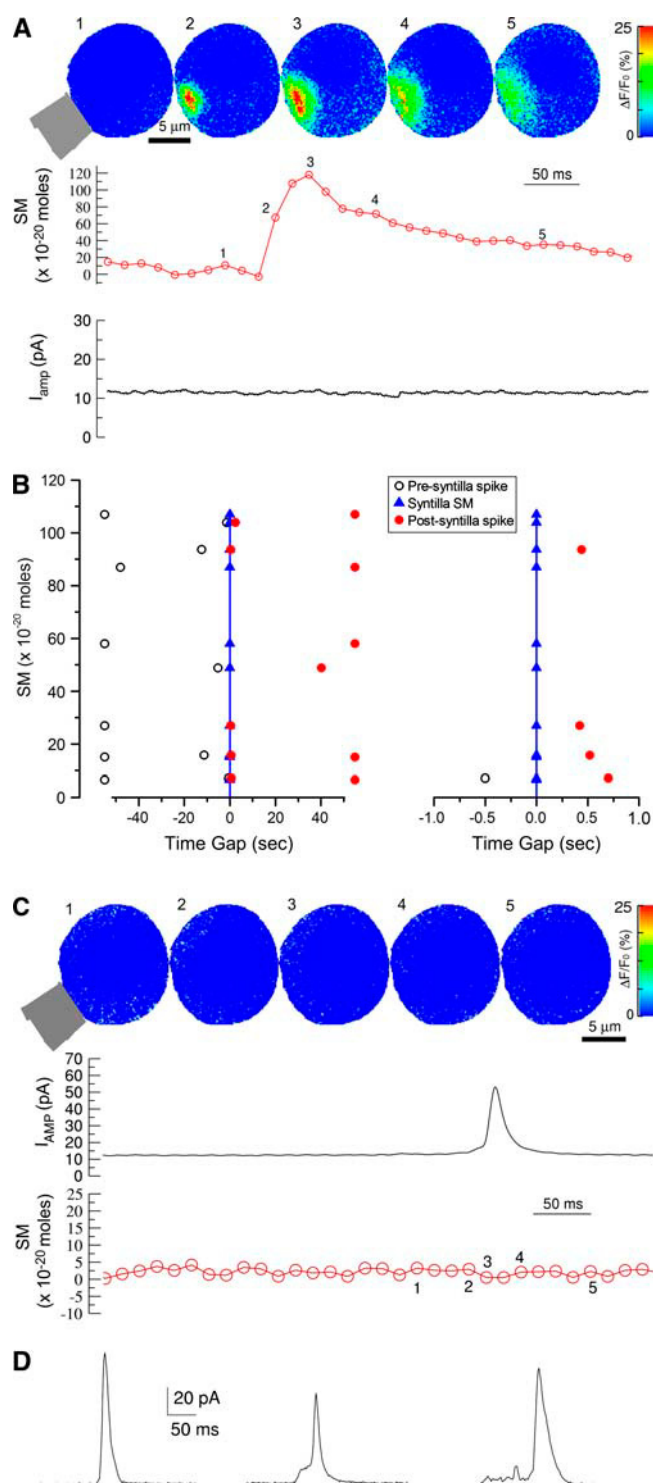 A
1 2 3 4 5
25
0
ΔF/F0 (%)
5 μm
SM
(x 10-20 moles)
120
100
80
60
40
20
0
1
2
3
4
5
50 ms
Iamp (pA)
30
20
10
0
B
SM (x 10-20 moles)
120
100
80
60
40
20
0
-40 -20 0 20 40
Time Gap (sec)
Pre-syntilla spike
Syntilla SM
Post-syntilla spike
-1.0 -0.5 0.0 0.5 1.0
Time Gap (sec)
C
1 2 3 4 5
25
0
ΔF/F0 (%)
5 μm
IAMP (pA)
70
60
50
40
30
20
10
0
50 ms
SM
(x 10-20 moles)
25
20
15
10
5
0
-5
-10
1 2 3 4 5
D
20 pA
50 ms